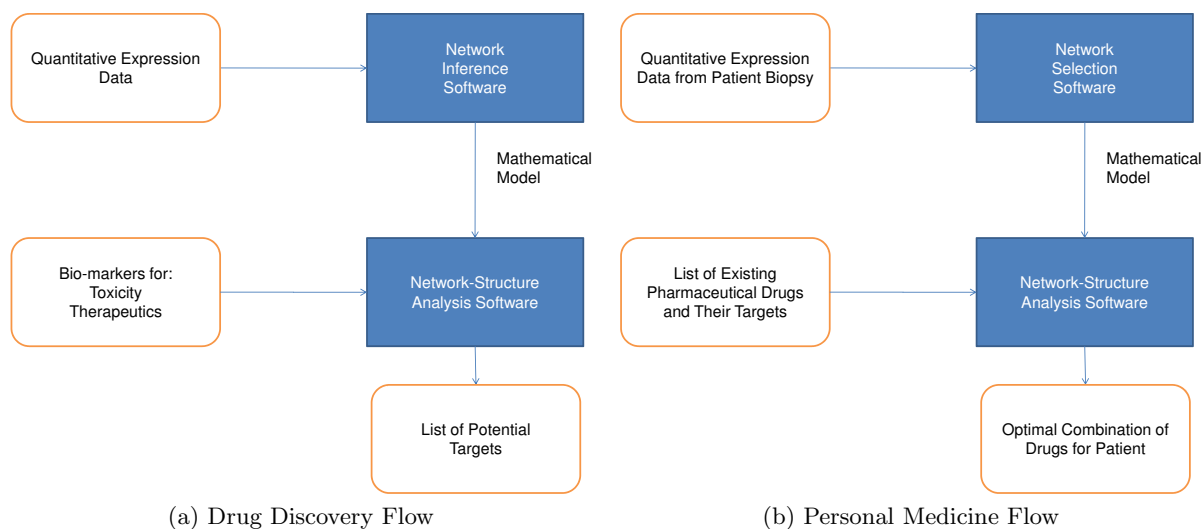 Quantitative Expression
Data
Network
Inference
Software
Mathematical
Model
Bio-markers for:
Toxicity
Therapeutics
Network-Structure
Analysis Software
List of Potential
Targets
(a) Drug Discovery Flow
Quantitative Expression
Data from Patient Biopsy
Network
Selection
Software
Mathematical
Model
List of Existing
Pharmaceutical Drugs
and Their Targets
Network-Structure
Analysis Software
Optimal Combination of
Drugs for Patient
(b) Personal Medicine Flow